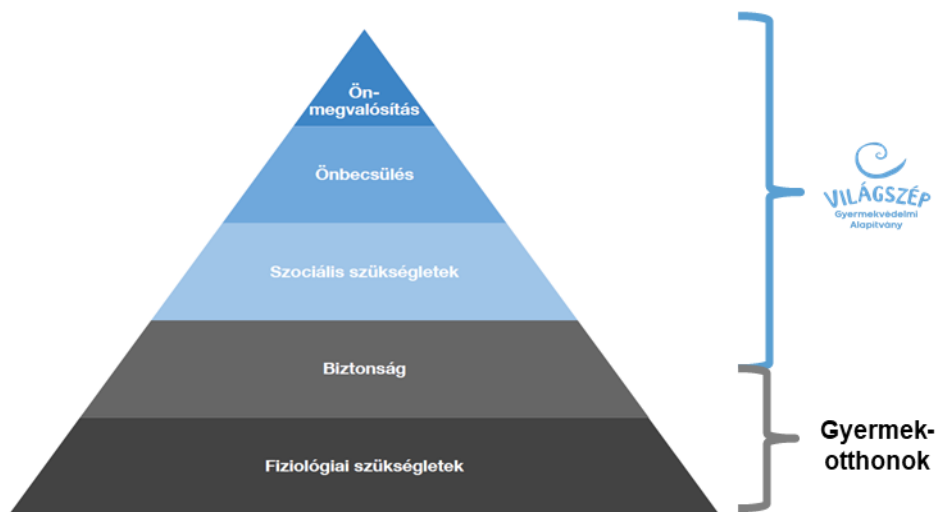 Ön-
megvalósítás
Önbecsülés
Szociális szükségletek
Biztonság
Fiziológiai szükségletek
VILÁGSZÉP
Gyermekvédelmi
Alapítvány
Gyermek-
otthonok